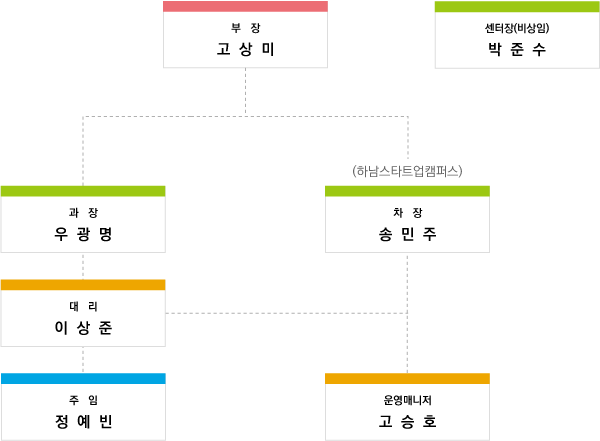 부 장
고 상 미
센터장(비상임)
박 준 수
(하남스타트업캠퍼스)
과 장
우 광 명
차 장
송 민 주
대 리
이 상 준
주 임
정 예 빈
운영매니저
고 승 호